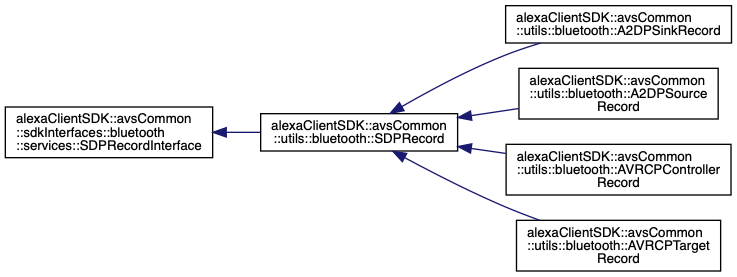 alexaClientSDK::avsCommon
::sdkInterfaces::bluetooth
::services::SDPRecordInterface
alexaClientSDK::avsCommon
::utils::bluetooth::SDPRecord
alexaClientSDK::avsCommon
::utils::bluetooth::A2DPSinkRecord
alexaClientSDK::avsCommon
::utils::bluetooth::A2DPSource
Record
alexaClientSDK::avsCommon
::utils::bluetooth::AVRCPController
Record
alexaClientSDK::avsCommon
::utils::bluetooth::AVRCPTarget
Record